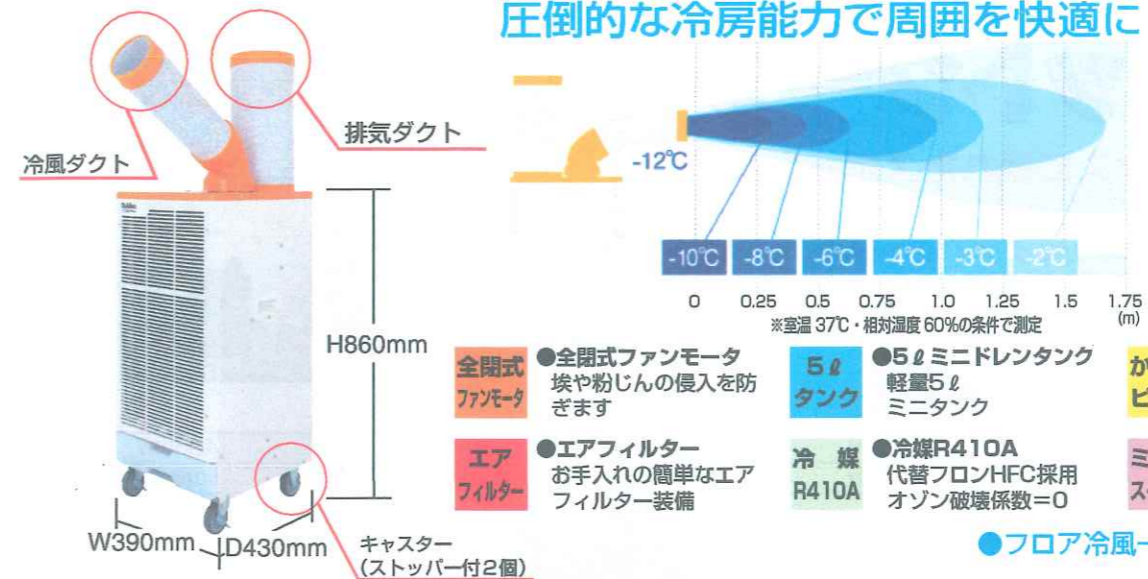 圧倒的な冷房能力で周囲を快適に
冷風ダクト
排気ダクト
H860mm
W390mm
D430mm
キャスター
(ストッパー付2個)
-12℃
-10℃ -8℃ -6℃ -4℃ -3℃ -2℃
0 0.25 0.5 0.75 1.0 1.25 1.5 1.75
(m)
※室温 37℃・相対湿度 60%の条件で測定
全閉式
ファンモータ
●全閉式ファンモータ
埃や粉じんの侵入を防
ぎます
5ℓ
タンク
●5ℓミニドレンタンク
軽量5ℓ
ミニタンク
エア
フィルター
●エアフィルター
お手入れの簡単なエア
フィルター装備
冷 媒
R410A
●冷媒R410A
代替フロンHFC採用
オゾン破壊係数=0
●フロア冷風